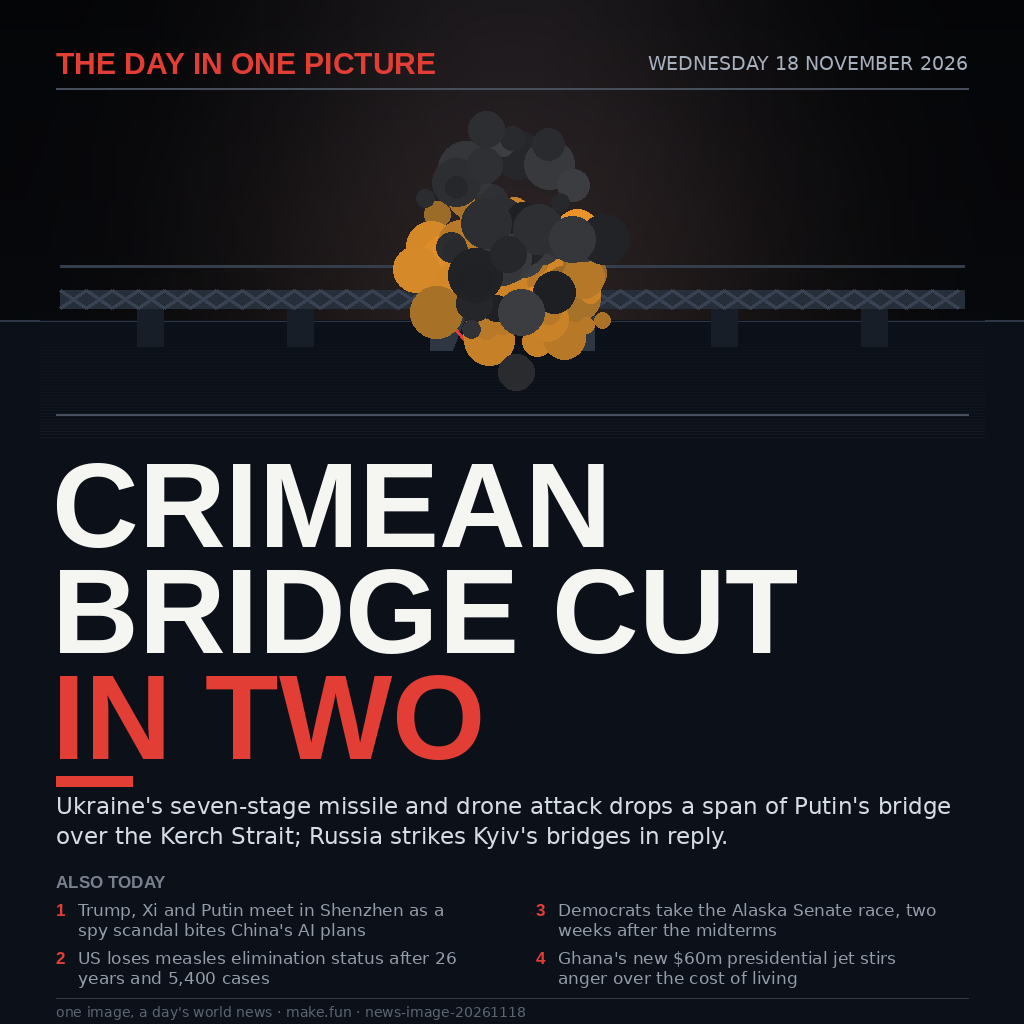 THE DAY IN ONE PICTURE
WEDNESDAY 18 NOVEMBER 2026
CRIMEAN
BRIDGE CUT
IN TWO
Ukraine's seven-stage missile and drone attack drops a span of Putin's bridge
over the Kerch Strait; Russia strikes Kyiv's bridges in reply.
ALSO TODAY
1 Trump, Xi and Putin meet in Shenzhen as a
spy scandal bites China's AI plans
2 US loses measles elimination status after 26
years and 5,400 cases
3 Democrats take the Alaska Senate race, two
weeks after the midterms
4 Ghana's new $60m presidential jet stirs
anger over the cost of living
one image, a day's world news · make.fun · news-image-20261118